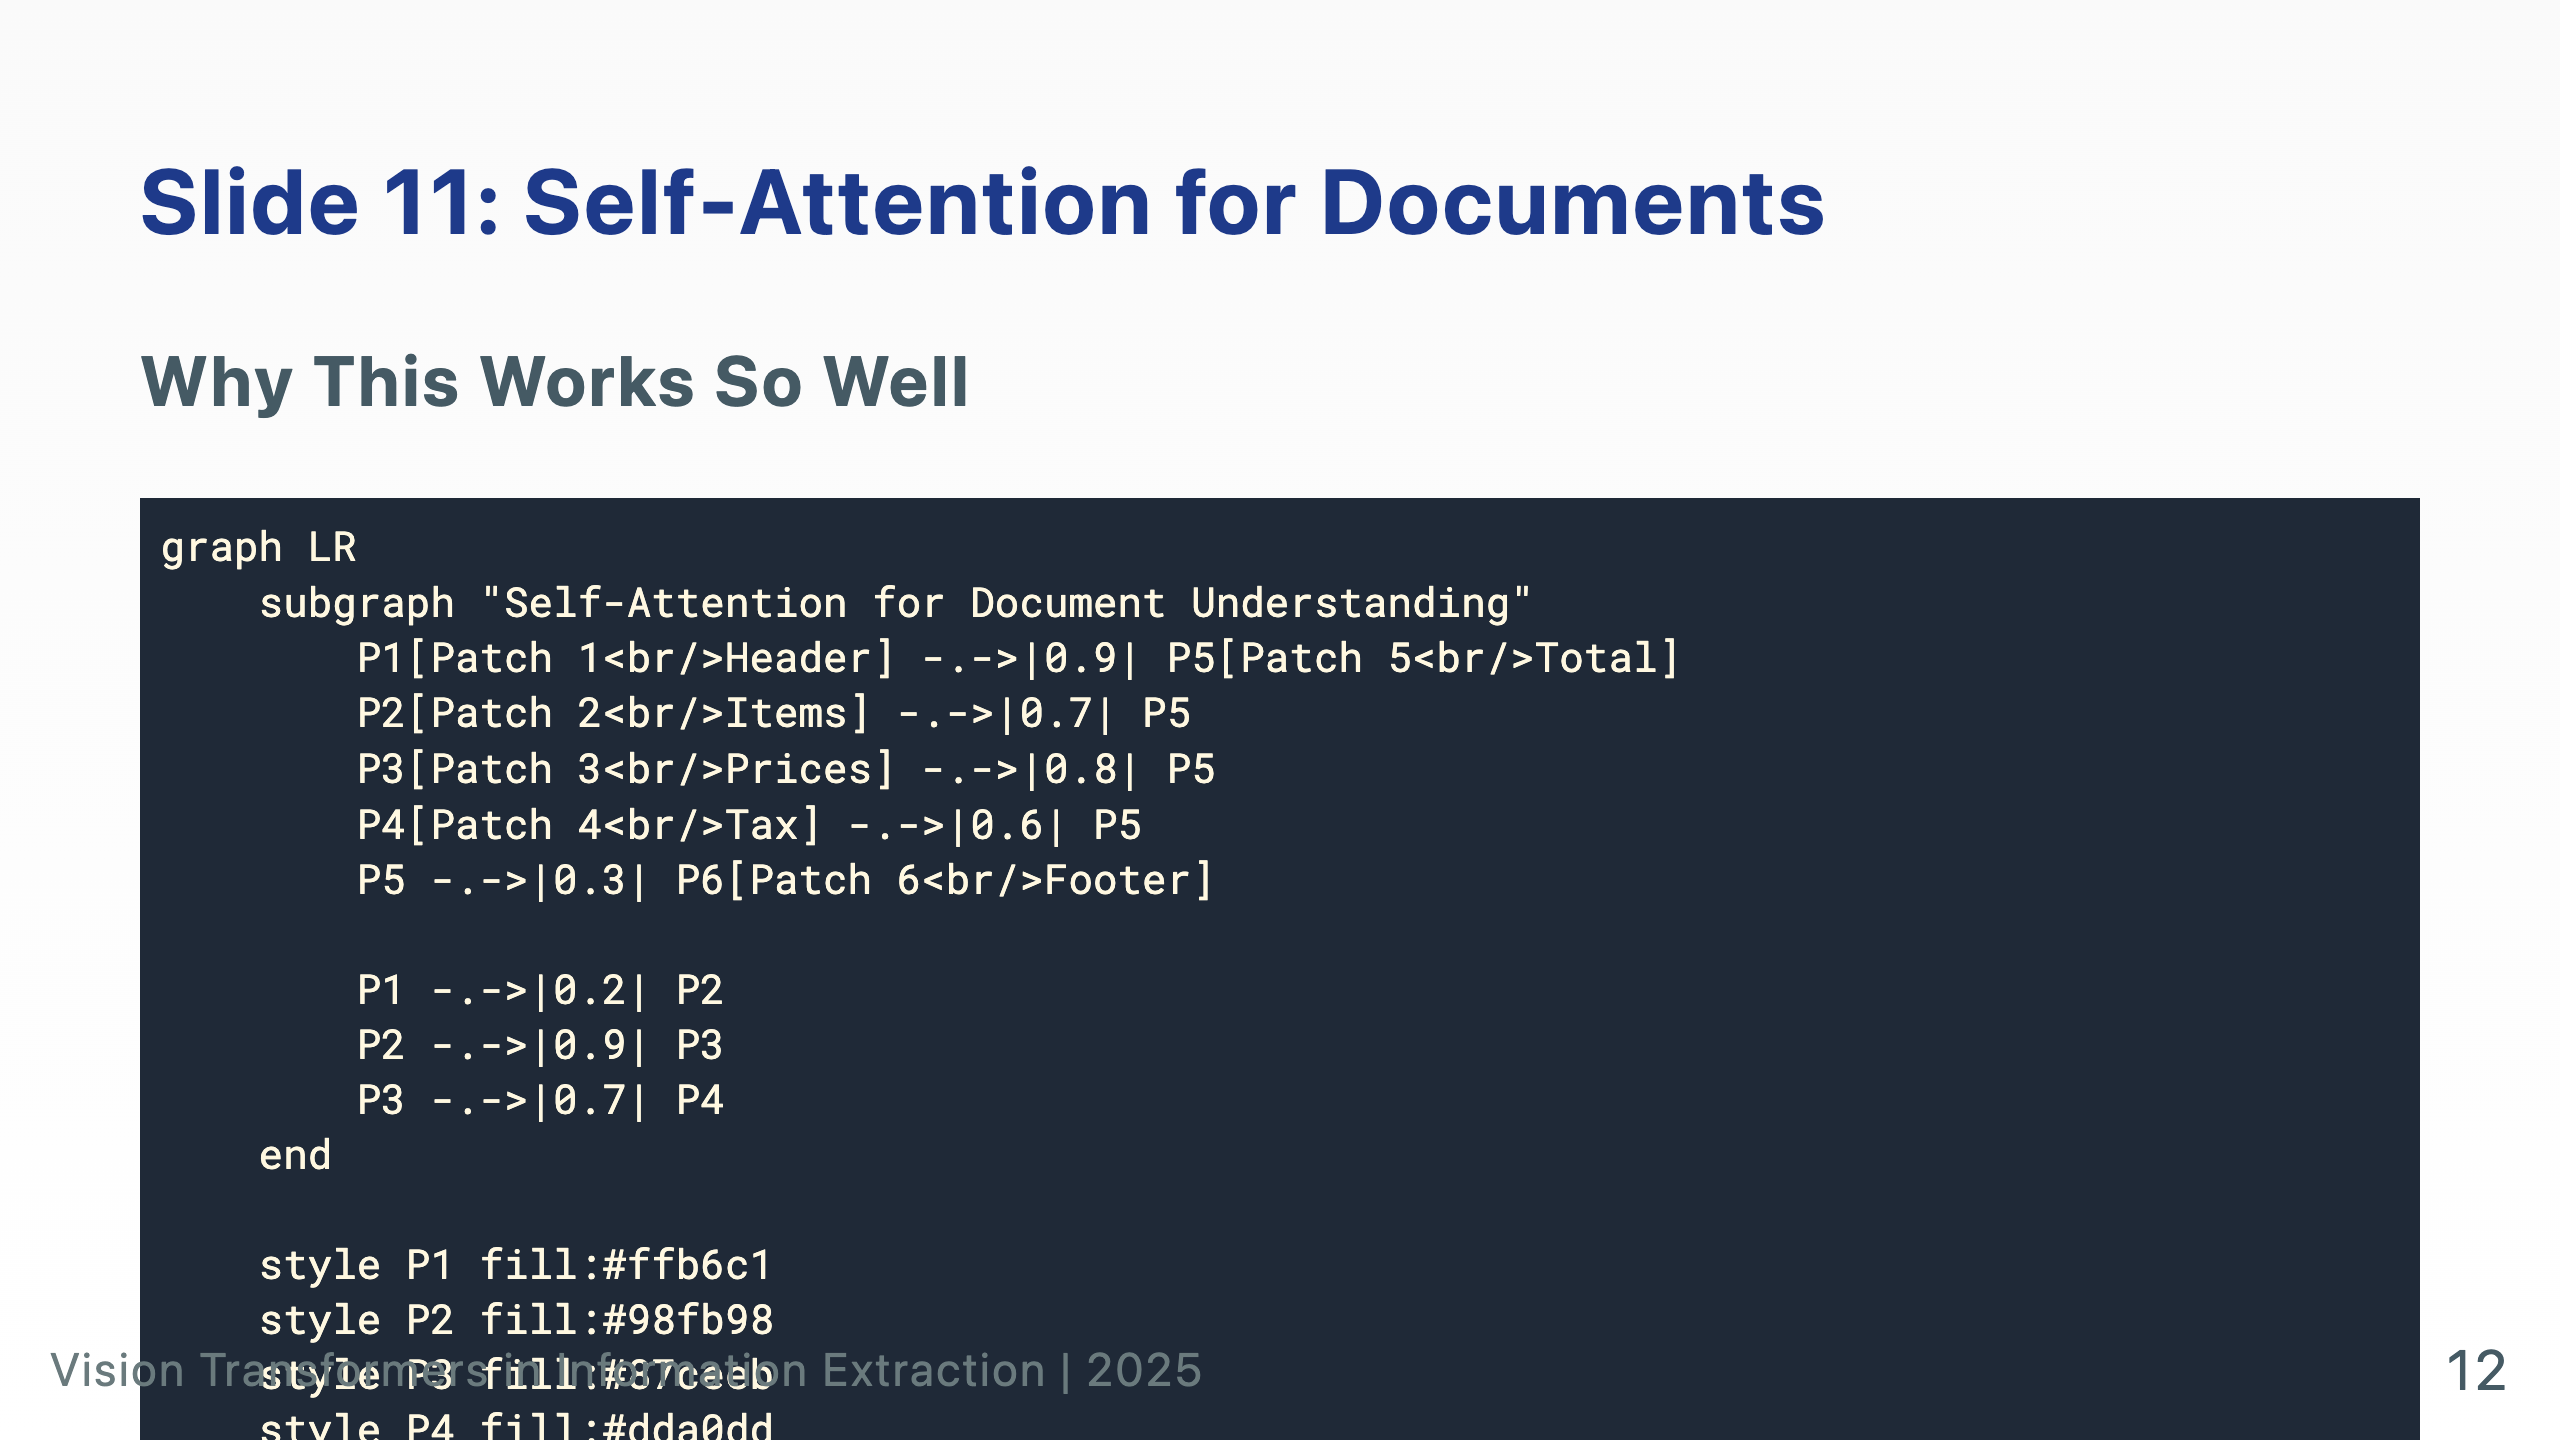 Slide 11: Self-Attention for Documents
Why This Works So Well
graph LR
    subgraph "Self-Attention for Document Understanding"
        P1[Patch 1<br/>Header] -.->|0.9| P5[Patch 5<br/>Total]
        P2[Patch 2<br/>Items] -.->|0.7| P5
        P3[Patch 3<br/>Prices] -.->|0.8| P5
        P4[Patch 4<br/>Tax] -.->|0.6| P5
        P5 -.->|0.3| P6[Patch 6<br/>Footer]

        P1 -.->|0.2| P2
        P2 -.->|0.9| P3
        P3 -.->|0.7| P4
    end

    style P1 fill:#ffb6c1
    style P2 fill:#98fb98
    style P3 fill:#87ceeb
    style P4 fill:#dda0dd
Vision Transformers in Information Extraction | 2025
12